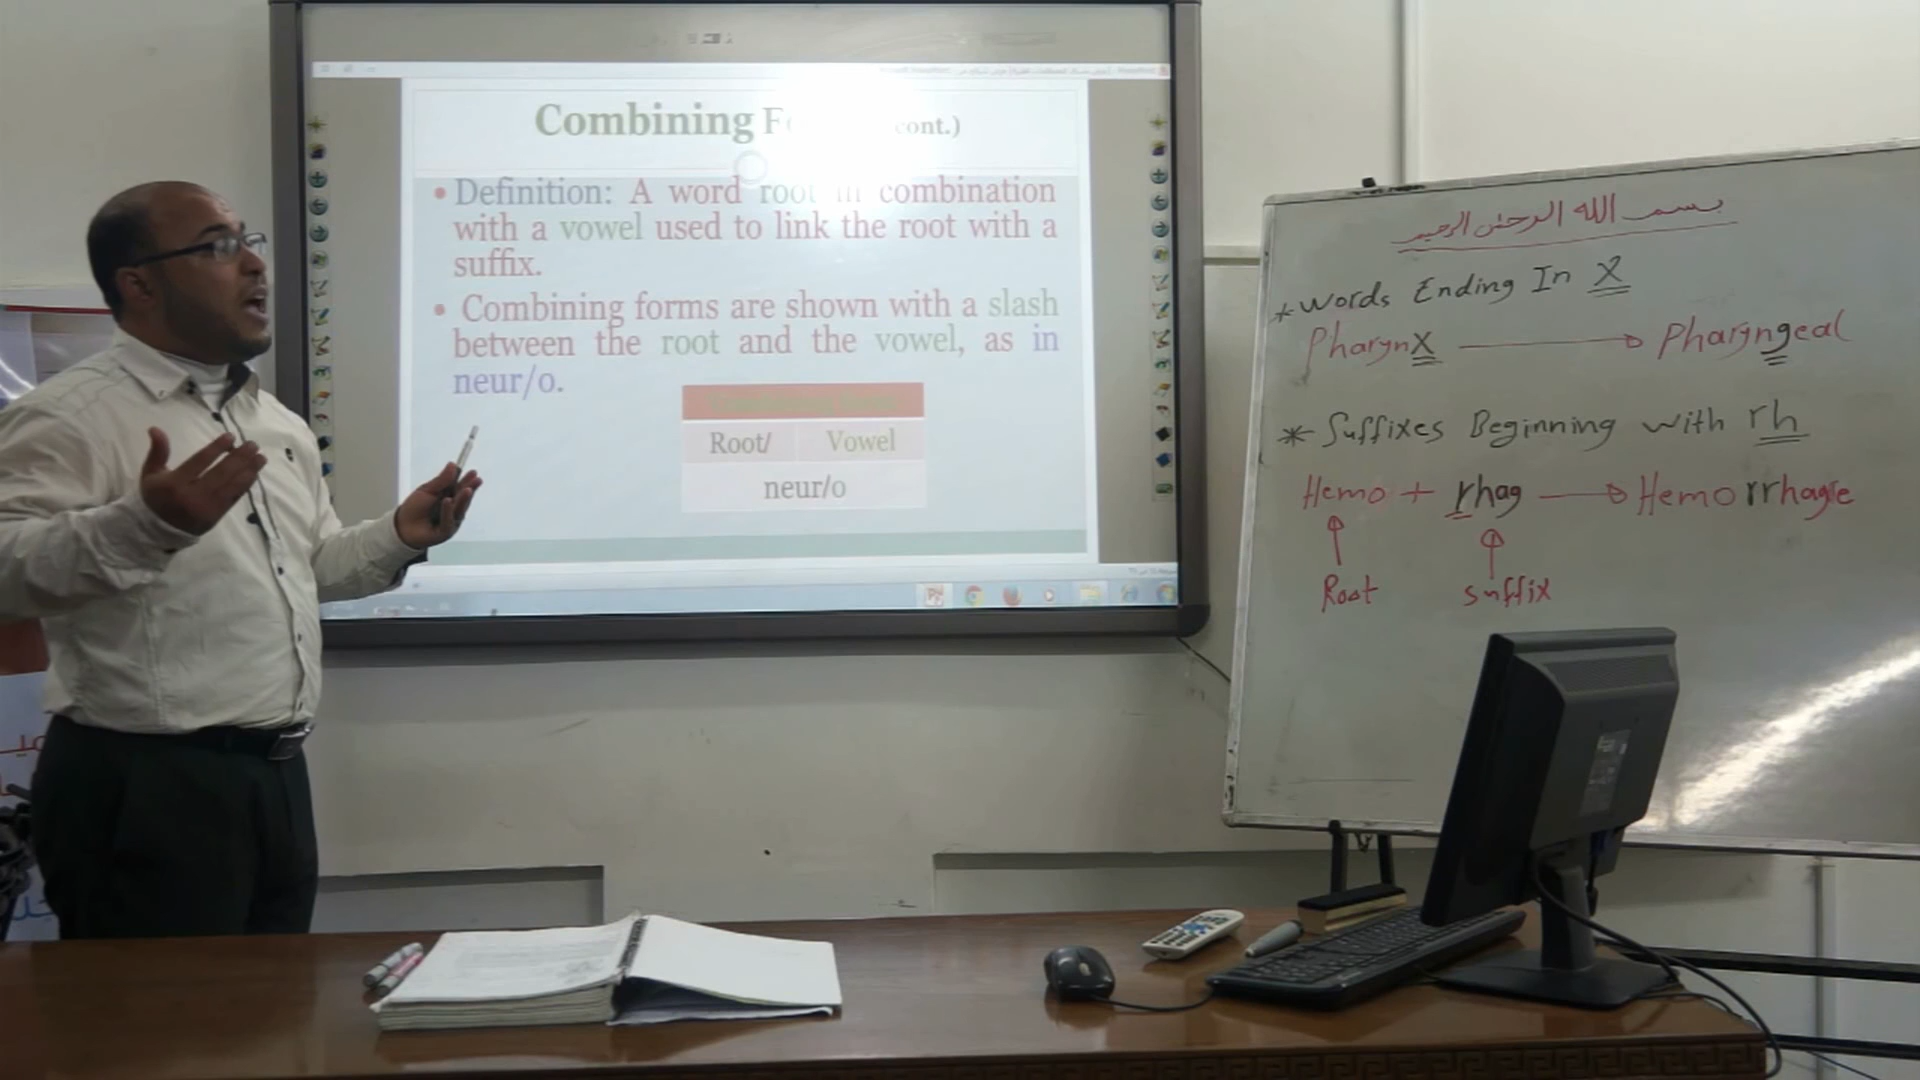 Combining cont.)
• Definition: A word root in combination
with a vowel used to link the root with a
suffix.
• Combining forms are shown with a slash
between the root and the vowel, as in
neur/o.
Root/ Vowel
neur/o
بسم الله الرحمن الرحيم
* Words Ending In X
Pharynx → Pharyngeal
* Suffixes Beginning with rh
Hemo + rhag → Hemorrhage
Root suffix